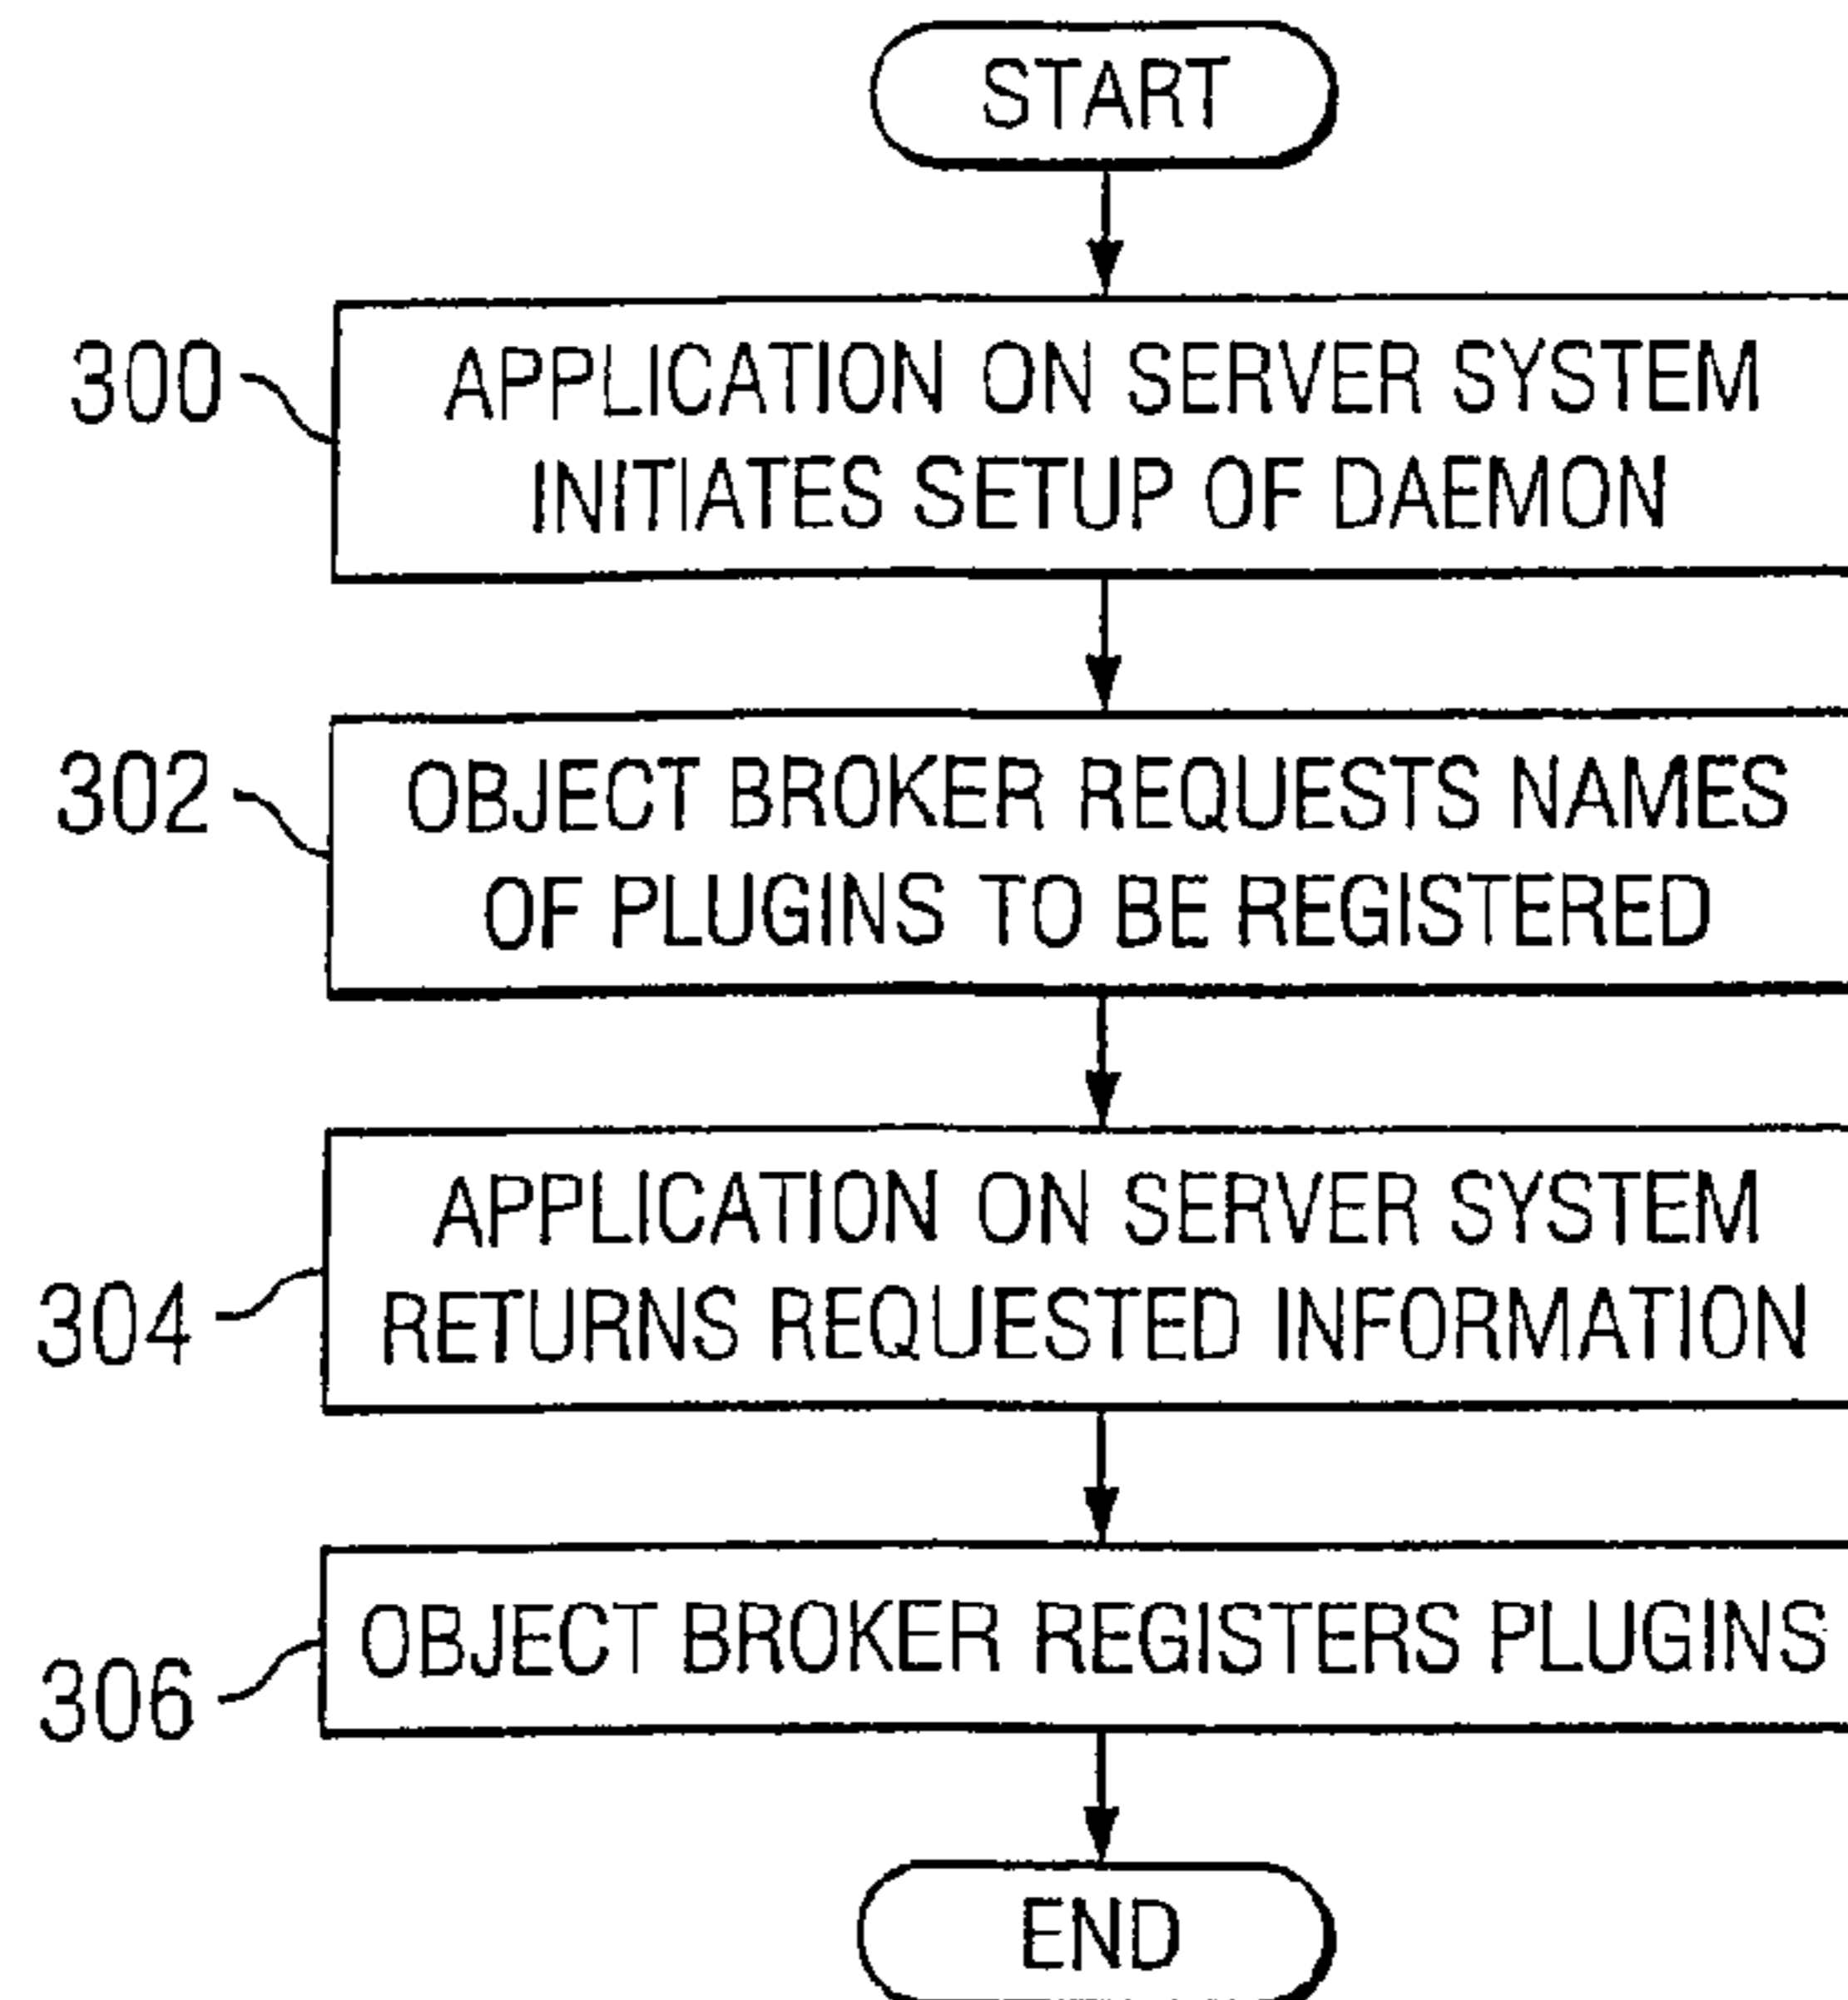 START
300
APPLICATION ON SERVER SYSTEM
INITIATES SETUP OF DAEMON
302
OBJECT BROKER REQUESTS NAMES
OF PLUGINS TO BE REGISTERED
304
APPLICATION ON SERVER SYSTEM
RETURNS REQUESTED INFORMATION
306
OBJECT BROKER REGISTERS PLUGINS
END